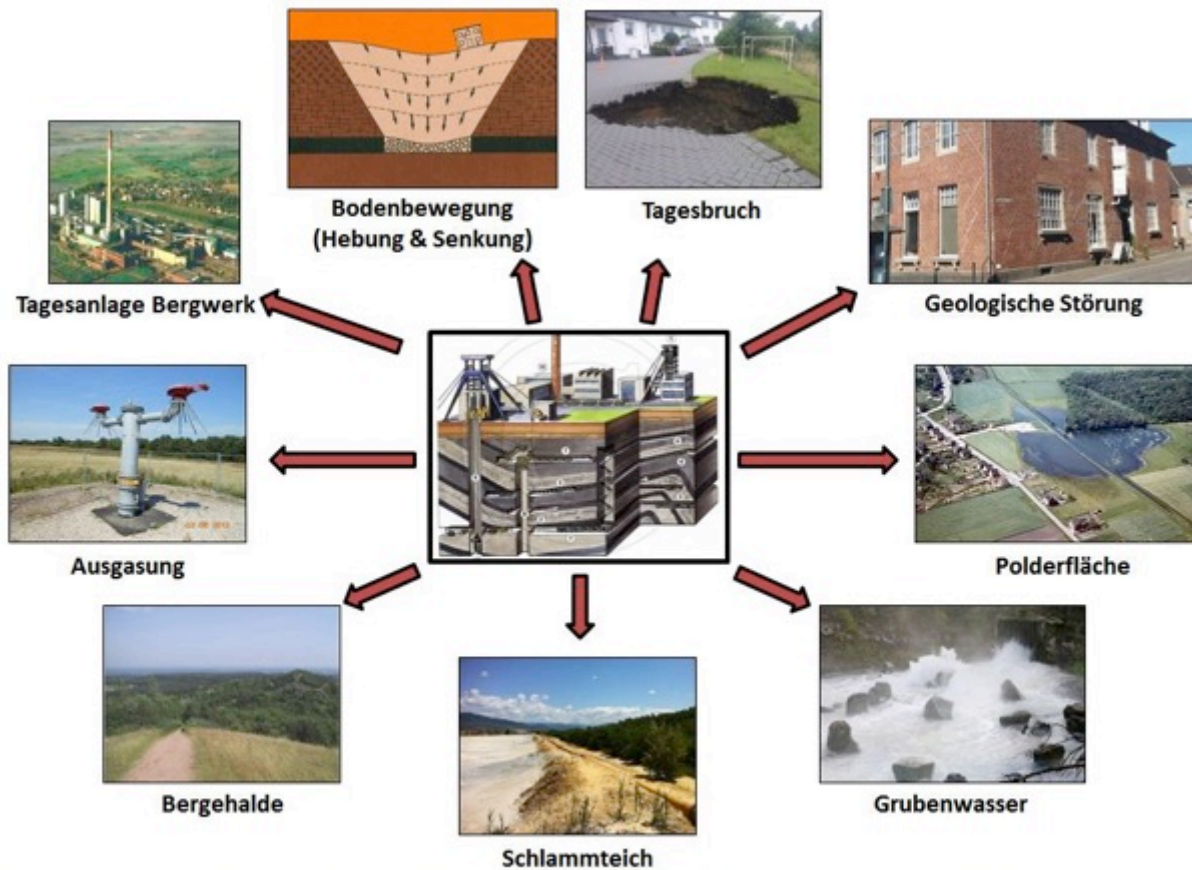 Bodenbewegung
(Hebung & Senkung)
Tagesbruch
Tagesanlage Bergwerk
Geologische Störung
Ausgasung
Polderfläche
Bergehalde
Grubenwasser
Schlammteich